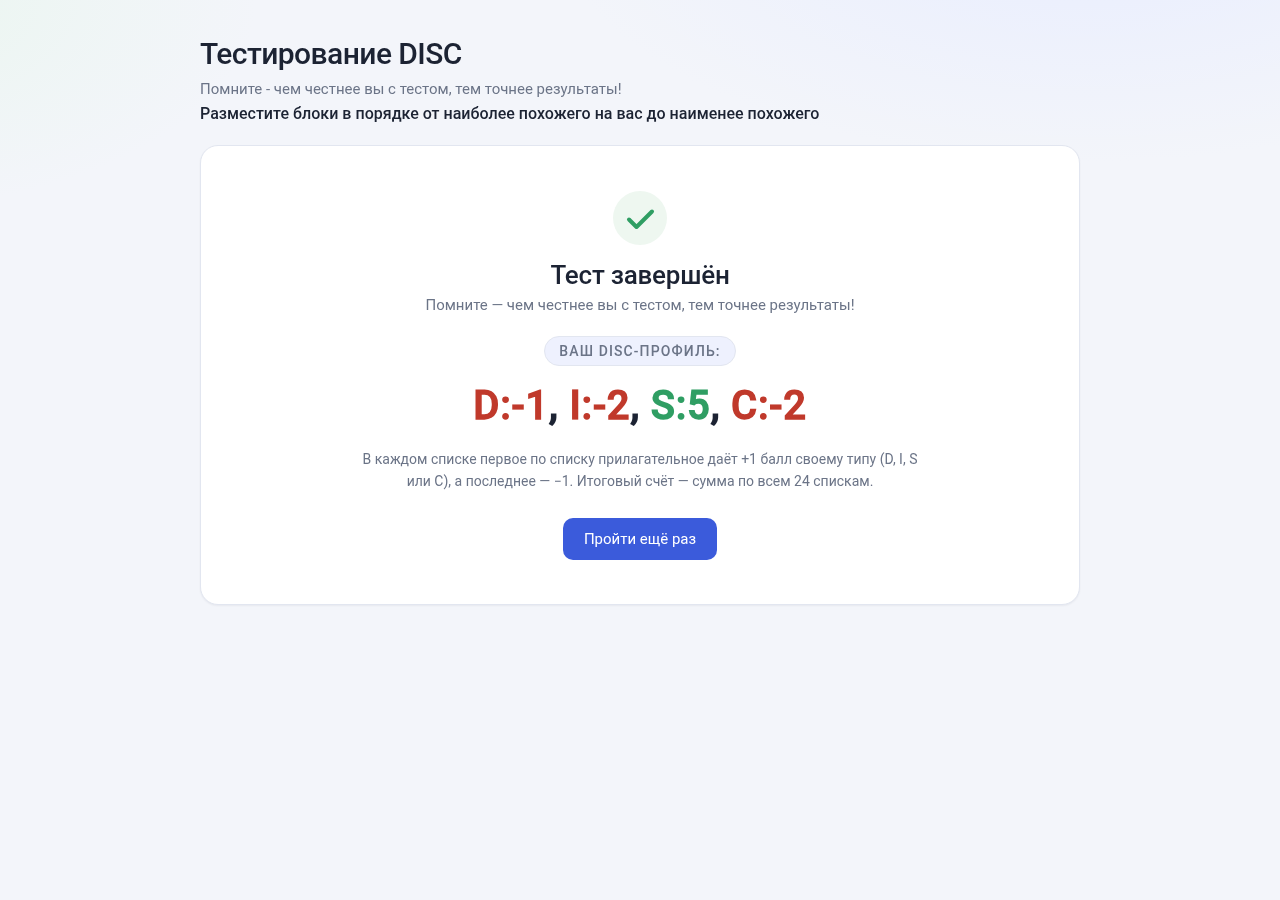 Тестирование DISC
Помните - чем честнее вы с тестом, тем точнее результаты!
Разместите блоки в порядке от наиболее похожего на вас до наименее похожего
Тест завершён
Помните — чем честнее вы с тестом, тем точнее результаты!
ВАШ DISC-ПРОФИЛЬ:
D:-1, I:-2, S:5, C:-2
В каждом списке первое по списку прилагательное даёт +1 балл своему типу (D, I, S
или C), а последнее — −1. Итоговый счёт — сумма по всем 24 спискам.
Пройти ещё раз